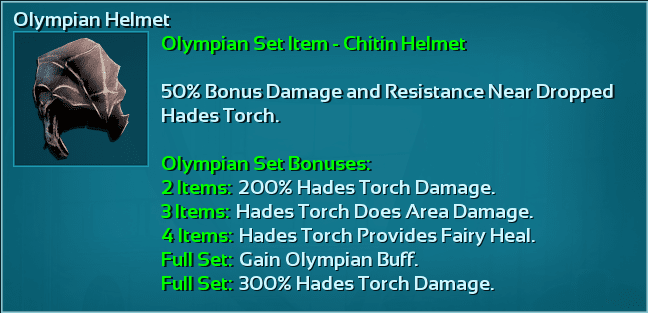 Olympian Helmet
Olympian Set Item - Chitin Helmet
50% Bonus Damage and Resistance Near Dropped
Hades Torch.
Olympian Set Bonuses:
2 Items: 200% Hades Torch Damage.
3 Items: Hades Torch Does Area Damage.
4 Items: Hades Torch Provides Fairy Heal.
Full Set: Gain Olympian Buff.
Full Set: 300% Hades Torch Damage.